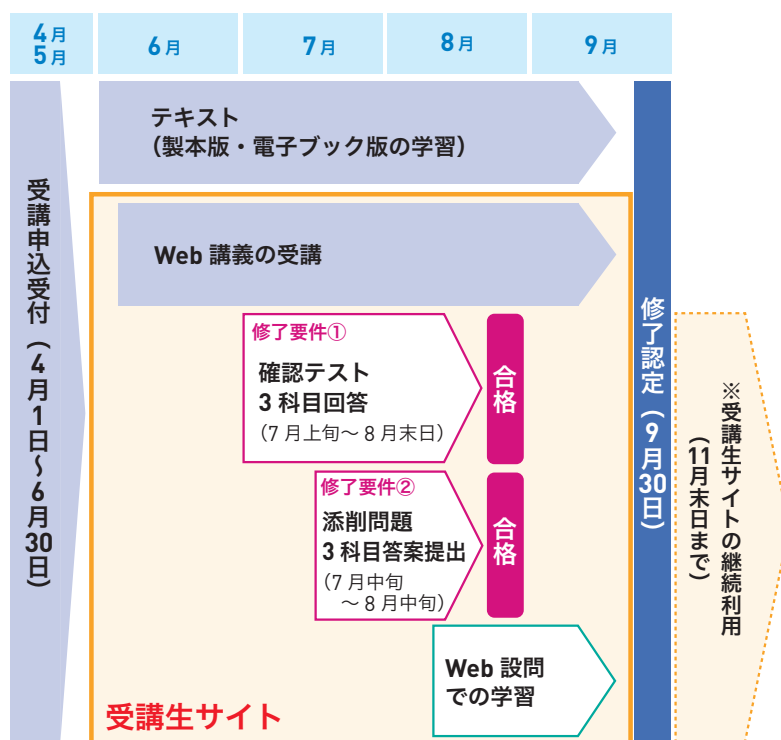 4月
5月
6月
7月
8月
9月
受講申込受付（4月1日～6月30日）
テキスト
（製本版・電子ブック版の学習）
Web 講義の受講
修了要件①
確認テスト
3 科目回答
（7 月上旬～ 8 月末日）
合格
修了要件②
添削問題
3 科目答案提出
（7 月中旬
～ 8 月中旬）
合格
Web 設問
での学習
受講生サイト
修了認定（9月30日）
※受講生サイトの継続利用
（11月末日まで）